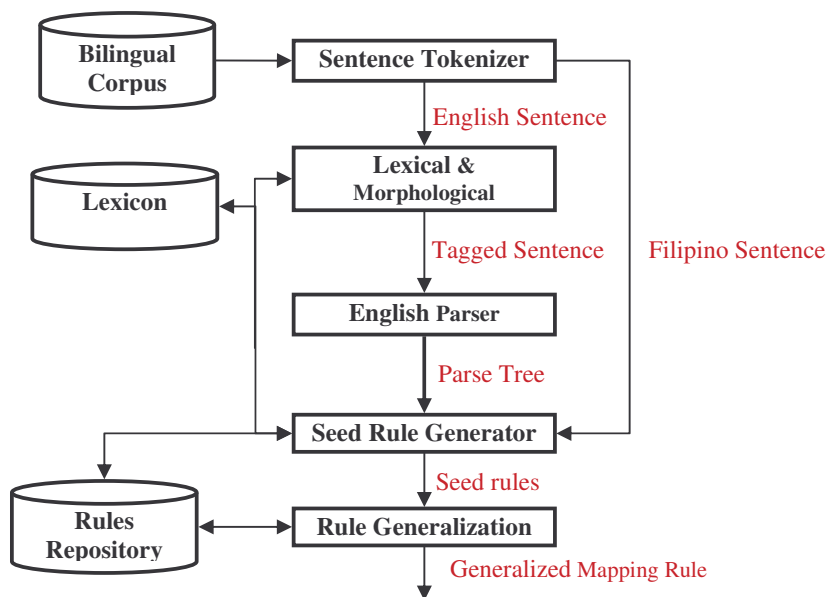 Bilingual
Corpus
Sentence Tokenizer
English Sentence
Lexicon
Lexical &
Morphological
Tagged Sentence
Filipino Sentence
English Parser
Parse Tree
Seed Rule Generator
Seed rules
Rules
Repository
Rule Generalization
Generalized Mapping Rule